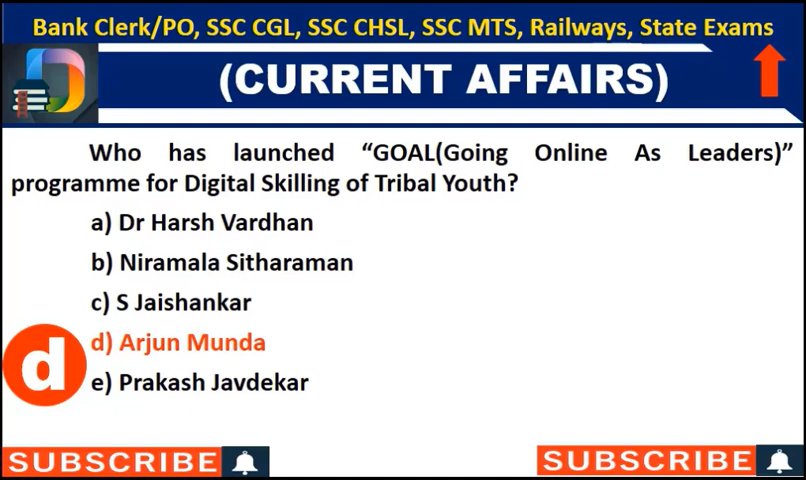 Bank Clerk/PO, SSC CGL, SSC CHSL, SSC MTS, Railways, State Exams
(CURRENT AFFAIRS)
Who has launched “GOAL(Going Online As Leaders)”
programme for Digital Skilling of Tribal Youth?
a) Dr Harsh Vardhan
b) Niramala Sitharaman
c) S Jaishankar
d) Arjun Munda
d
e) Prakash Javdekar
SUBSCRIBE
SUBSCRIBE